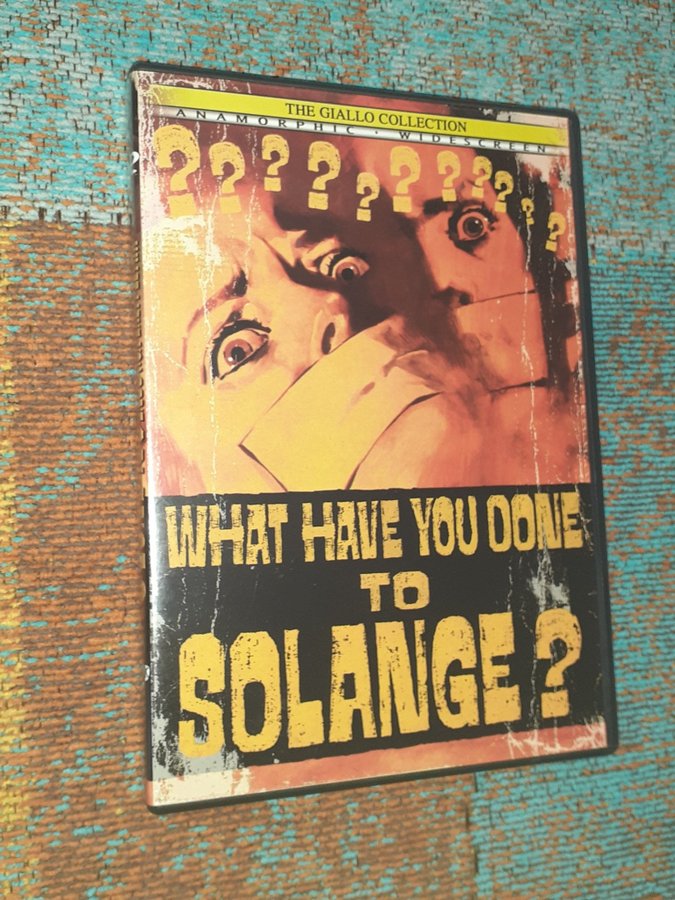 THE GIALLO COLLECTION
ANAMORPHIC · WIDESCREEN
? ? ? ? ? ? ? ? ? ? ?
WHAT HAVE YOU DONE
TO
SOLANGE?